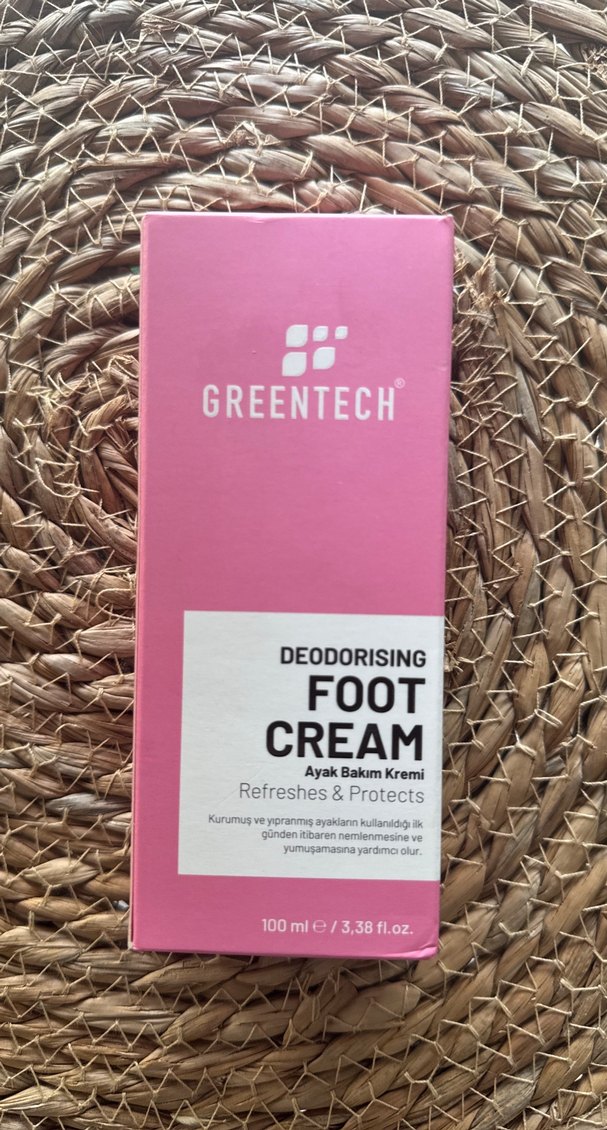 GREENTECH®
DEODORISING
FOOT
CREAM
Ayak Bakım Kremi
Refreshes & Protects
Kurumuş ve yıpranmış ayakların kullanıldığı ilk
günden itibaren nemlenmesine ve
yumuşamasına yardımcı olur.
100 ml ℮ / 3,38 fl.oz.